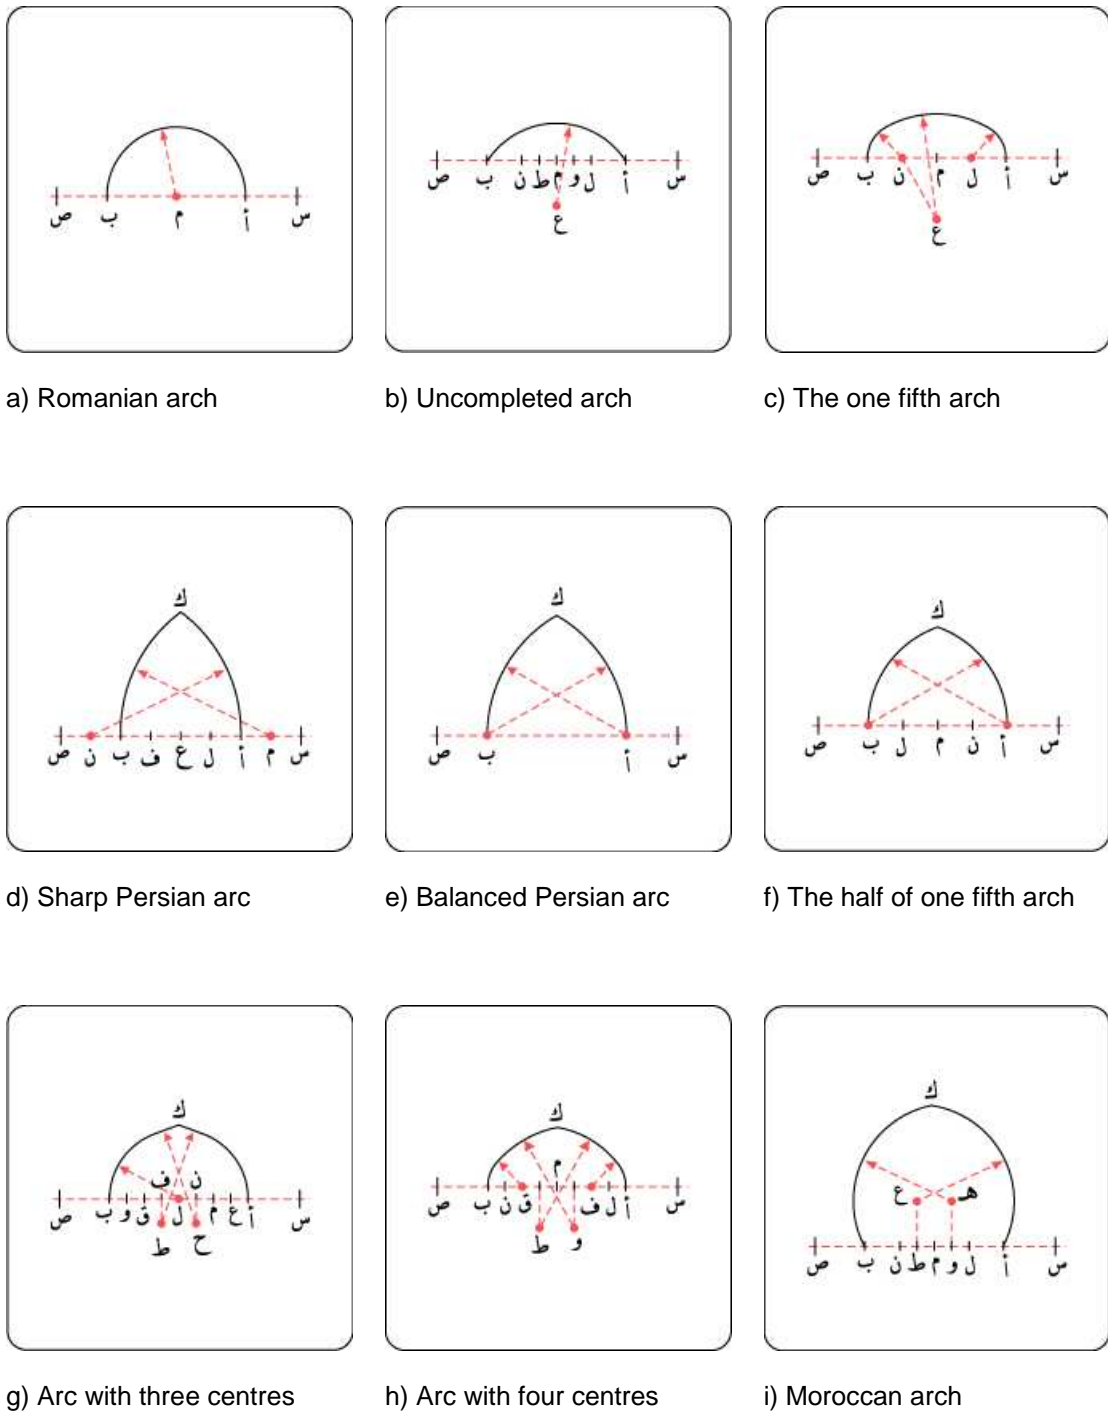 ص ب م أ س
ص ب ن ط م و ل أ س
ع
ص ب ن م ل أ س
ع
a) Romanian arch
b) Uncompleted arch
c) The one fifth arch
ك
ص ن ب ف ع ل أ م س
ك
ص ب أ س
ك
ص ب ل م ن أ س
d) Sharp Persian arc
e) Balanced Persian arc
f) The half of one fifth arch
ك
ف ن
ص ب و ق ل م ع أ س
ط ح
ك
م
ص ب ن ق ف ل أ س
ط و
ك
ع هـ
ص ب ن ط م و ل أ س
g) Arc with three centres
h) Arc with four centres
i) Moroccan arch